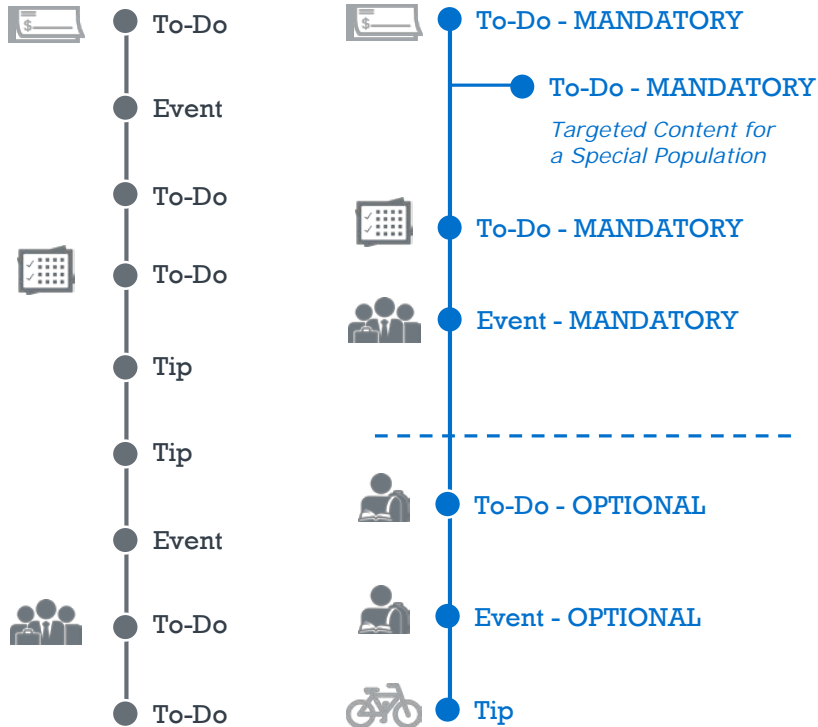 To-Do
Event
To-Do
To-Do
Tip
Tip
Event
To-Do
To-Do
To-Do - MANDATORY
To-Do - MANDATORY
Targeted Content for
a Special Population
To-Do - MANDATORY
Event - MANDATORY
To-Do - OPTIONAL
Event - OPTIONAL
Tip